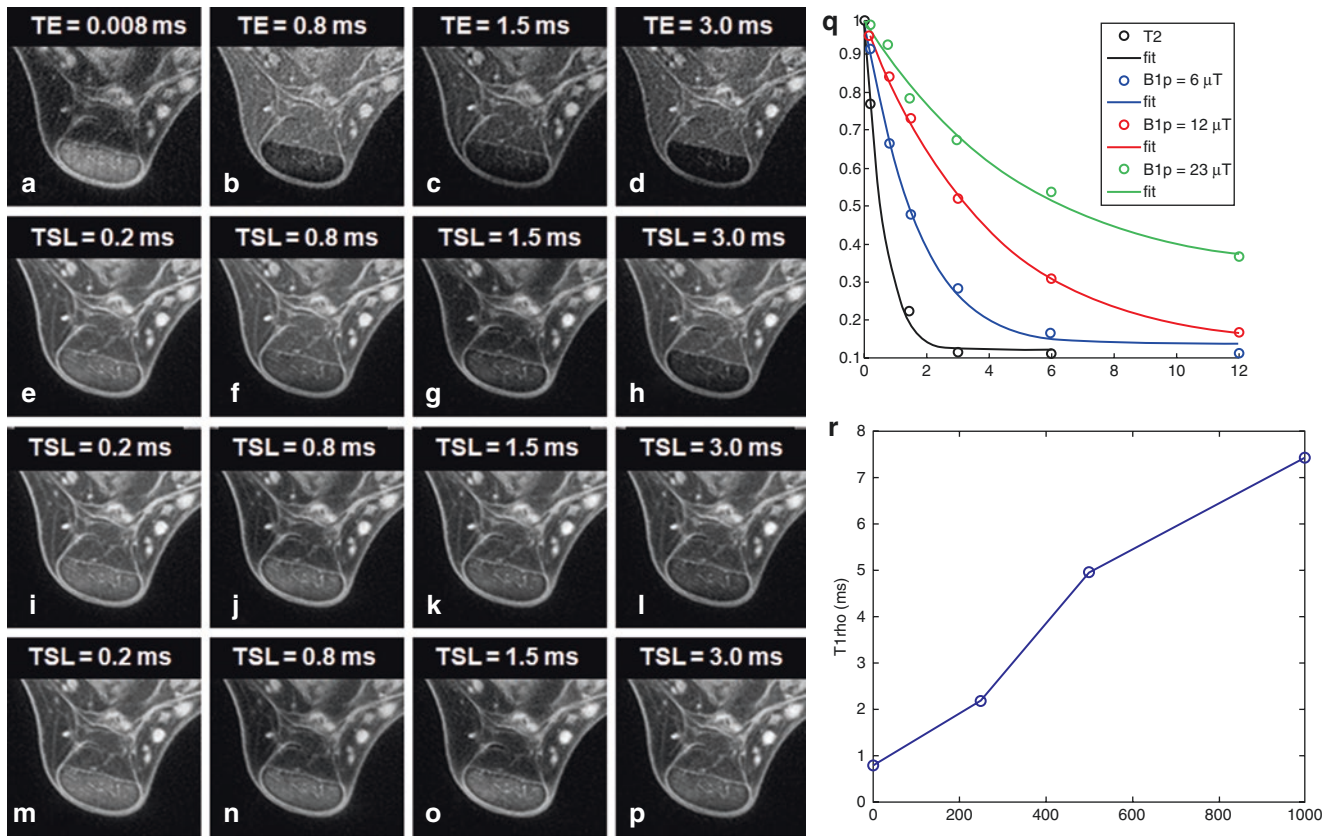 TE = 0.008 ms
TE = 0.8 ms
TE = 1.5 ms
TE = 3.0 ms
a
b
c
d
TSL = 0.2 ms
TSL = 0.8 ms
TSL = 1.5 ms
TSL = 3.0 ms
e
f
g
h
TSL = 0.2 ms
TSL = 0.8 ms
TSL = 1.5 ms
TSL = 3.0 ms
i
j
k
l
TSL = 0.2 ms
TSL = 0.8 ms
TSL = 1.5 ms
TSL = 3.0 ms
m
n
o
p
q
1
0.9
0.8
0.7
0.6
0.5
0.4
0.3
0.2
0.1
0 2 4 6 8 10 12
T2
fit
B1p = 6 µT
fit
B1p = 12 µT
fit
B1p = 23 µT
fit
r
T1rho (ms)
8
7
6
5
4
3
2
1
0
0 200 400 600 800 1000